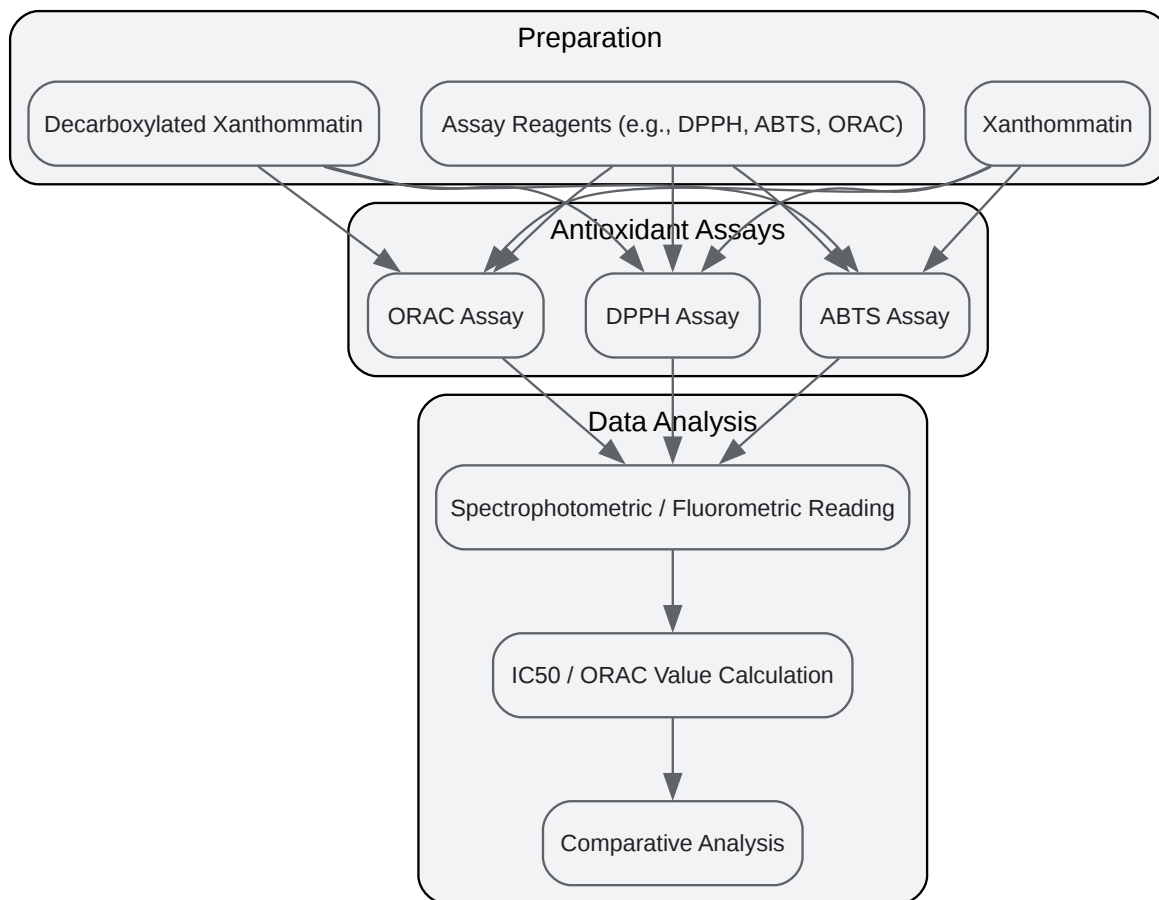 Preparation
Decarboxylated Xanthommatin
Assay Reagents (e.g., DPPH, ABTS, ORAC)
Xanthommatin
Antioxidant Assays
ORAC Assay
DPPH Assay
ABTS Assay
Data Analysis
Spectrophotometric / Fluorometric Reading
IC50 / ORAC Value Calculation
Comparative Analysis